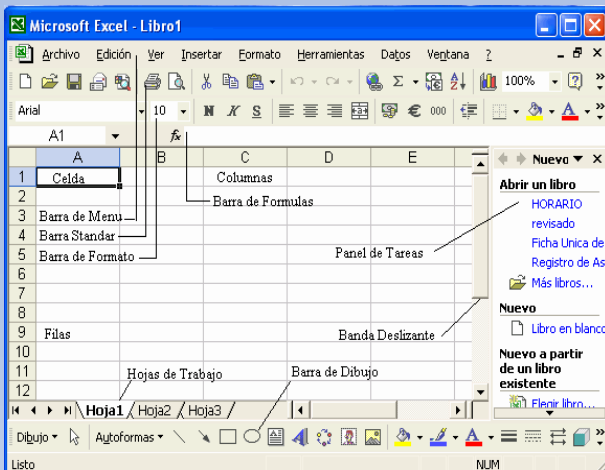 Microsoft Excel - Libro1
Archivo Edición Ver Insertar Formato Herramientas Datos Ventana ?
Σ 100%
Arial 10 N K S € 000 A
A1 fx
A B C D E
Nuevo
1 Celda Columnas
Abrir un libro
2 Barra de Formulas
HORARIO
3 Barra de Menu
revisado
4 Barra Standar
Ficha Unica de
5 Barra de Formato Panel de Tareas
Registro de As
6
Más libros...
7
8
Nuevo
9 Filas Banda Deslizante
Libro en blanco
10
Nuevo a partir
11 Hojas de Trabajo Barra de Dibujo
de un libro
12
existente
Elegir libro...
Hoja1 Hoja2 Hoja3
Dibujo Autoformas A A
Listo NUM